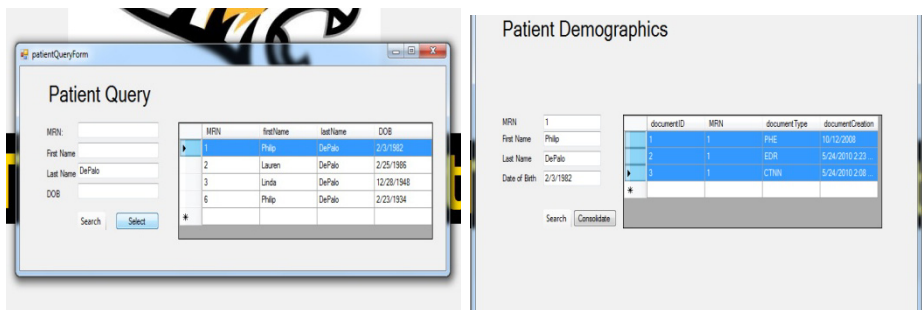 patientQueryForm
Patient Query
MRN:
First Name
Last Name DePalo
DOB
Search Select
MRN firstName lastName DOB
1 Philip DePalo 2/3/1982
2 Lauren DePalo 2/25/1986
3 Linda DePalo 12/28/1948
6 Philip DePalo 2/23/1934
Patient Demographics
MRN 1
First Name Philip
Last Name DePalo
Date of Birth 2/3/1982
Search Consolidate
documentID MRN documentType documentCreation
1 1 PHE 10/12/2008
2 1 EDR 5/24/2010 2:23 ...
3 1 CTNN 5/24/2010 2:08 ...